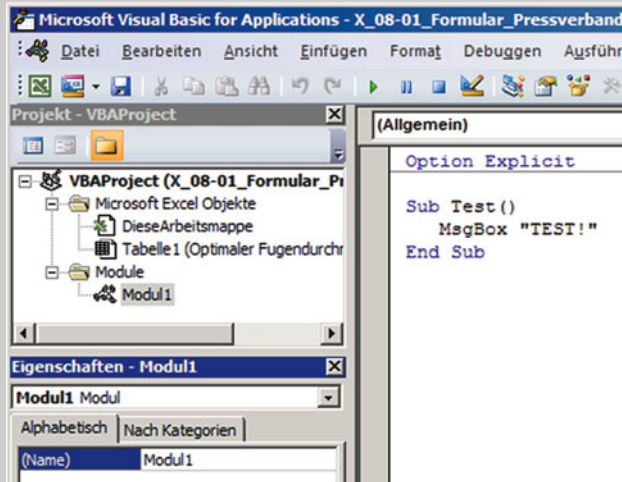 Microsoft Visual Basic for Applications - X_08-01_Formular_Pressverband
Datei Bearbeiten Ansicht Einfügen Format Debuggen Ausführ
Projekt - VBAProject
VBAProject (X_08-01_Formular_Pr
Microsoft Excel Objekte
DieseArbeitsmappe
Tabelle1 (Optimaler Fugendurchr
Module
Modul1
Eigenschaften - Modul1
Modul1 Modul
Alphabetisch Nach Kategorien
(Name) Modul1
(Allgemein)
Option Explicit
Sub Test()
MsgBox "TEST!"
End Sub